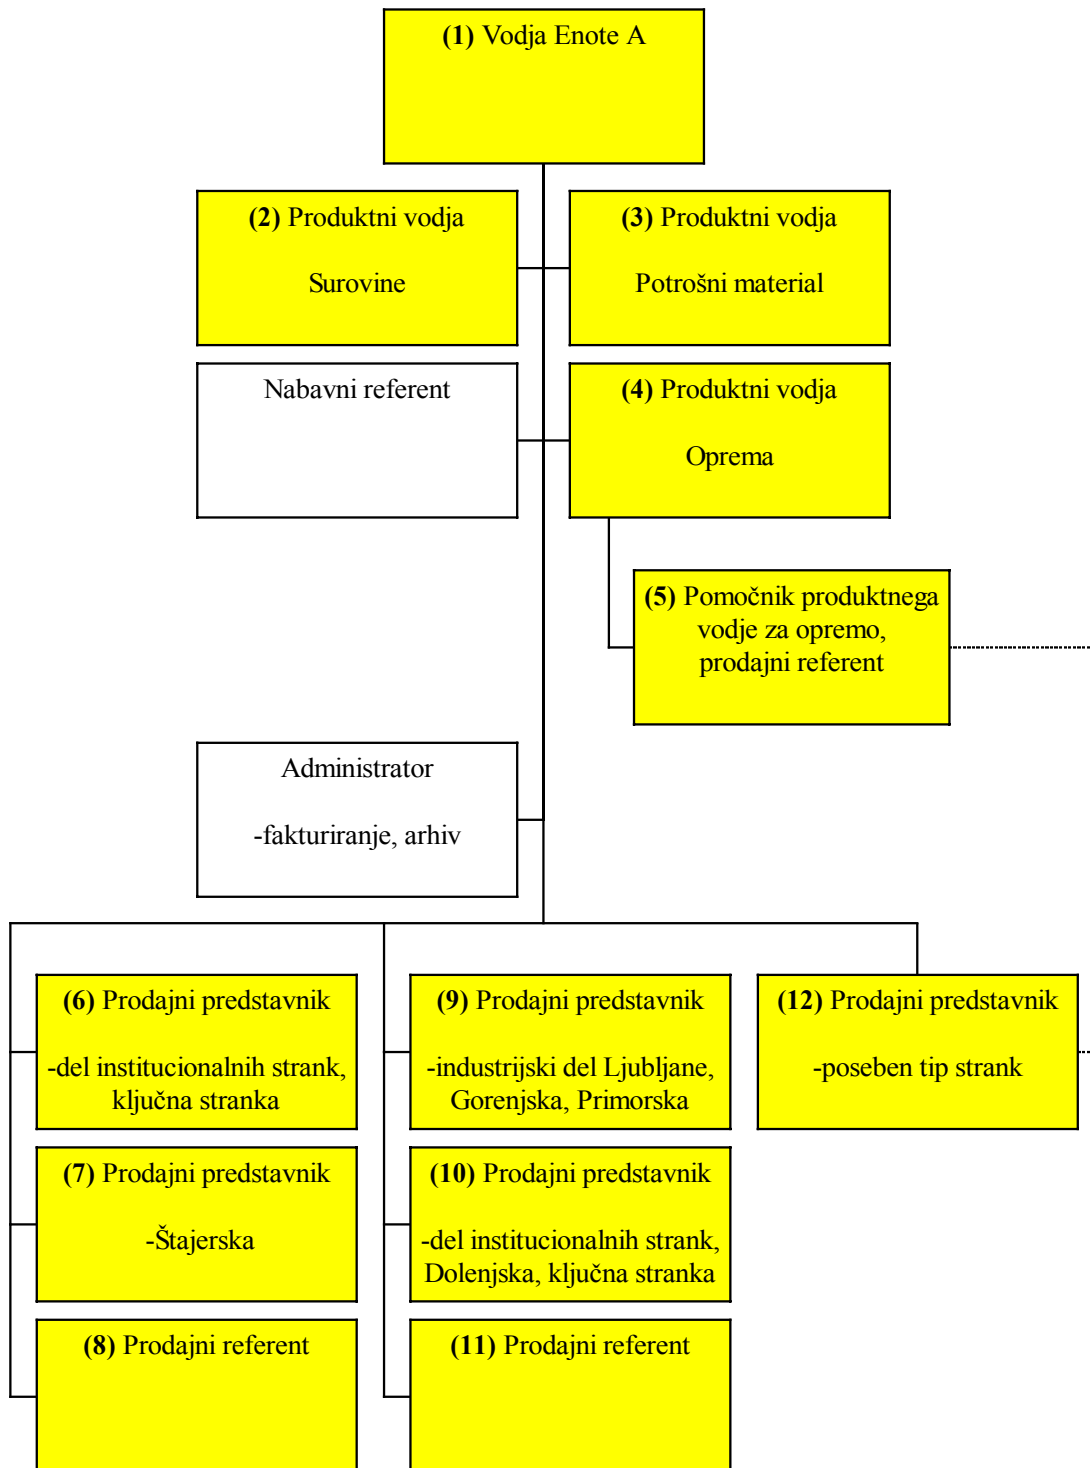 (1) Vodja Enote A
(2) Produktni vodja
Surovine
(3) Produktni vodja
Potrošni material
Nabavni referent
(4) Produktni vodja
Oprema
(5) Pomočnik produktnega
vodje za opremo,
prodajni referent
Administrator
-fakturiranje, arhiv
(6) Prodajni predstavnik
-del institucionalnih strank,
ključna stranka
(9) Prodajni predstavnik
-industrijski del Ljubljane,
Gorenjska, Primorska
(12) Prodajni predstavnik
-poseben tip strank
(7) Prodajni predstavnik
-Štajerska
(10) Prodajni predstavnik
-del institucionalnih strank,
Dolenjska, ključna stranka
(8) Prodajni referent
(11) Prodajni referent